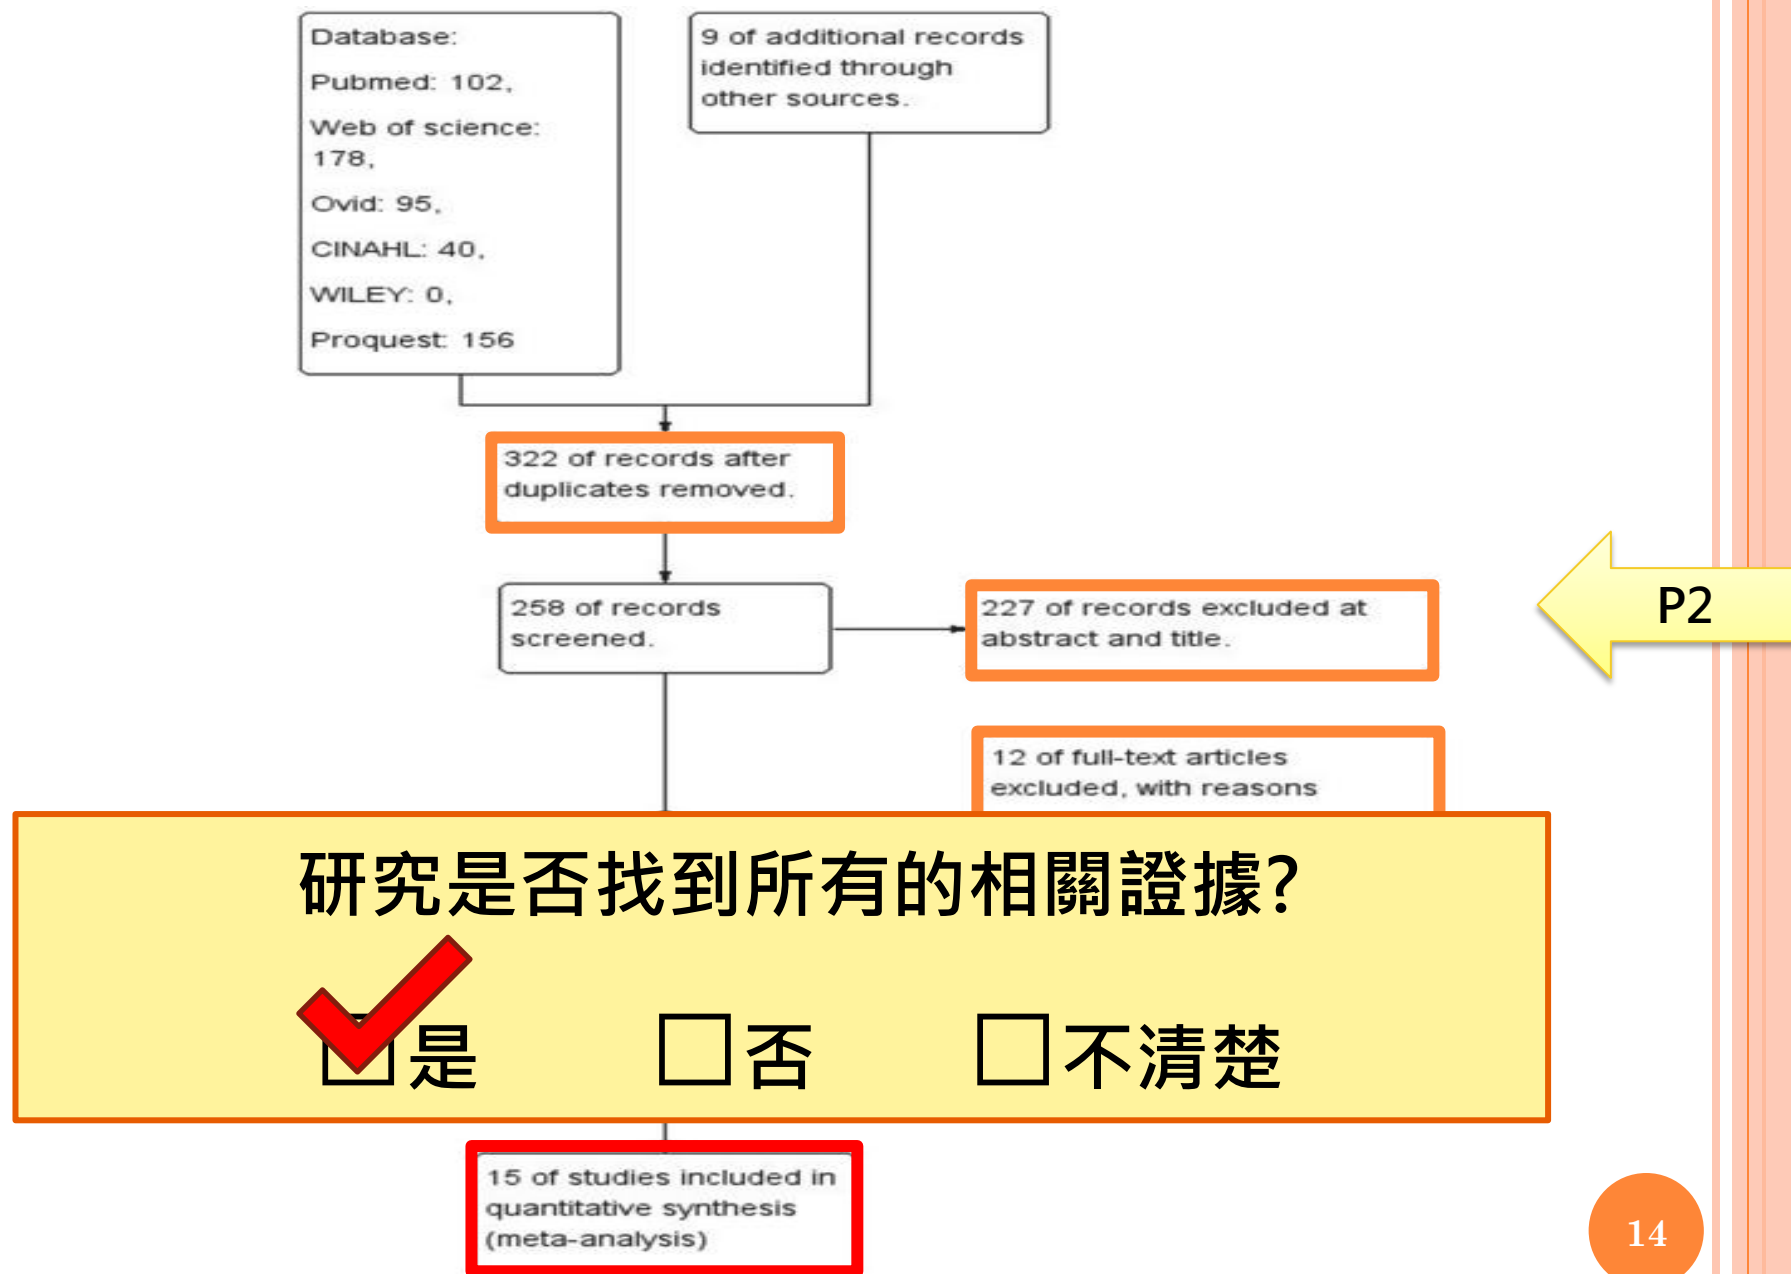 Database:
Pubmed: 102,
Web of science:
178,
Ovid: 95,
CINAHL: 40,
WILEY: 0,
Proquest: 156
9 of additional records
identified through
other sources.
322 of records after
duplicates removed.
258 of records
screened.
227 of records excluded at
abstract and title.
P2
12 of full-text articles
excluded, with reasons
研究是否找到所有的相關證據?
□是 □否 □不清楚
15 of studies included in
quantitative synthesis
(meta-analysis)
14